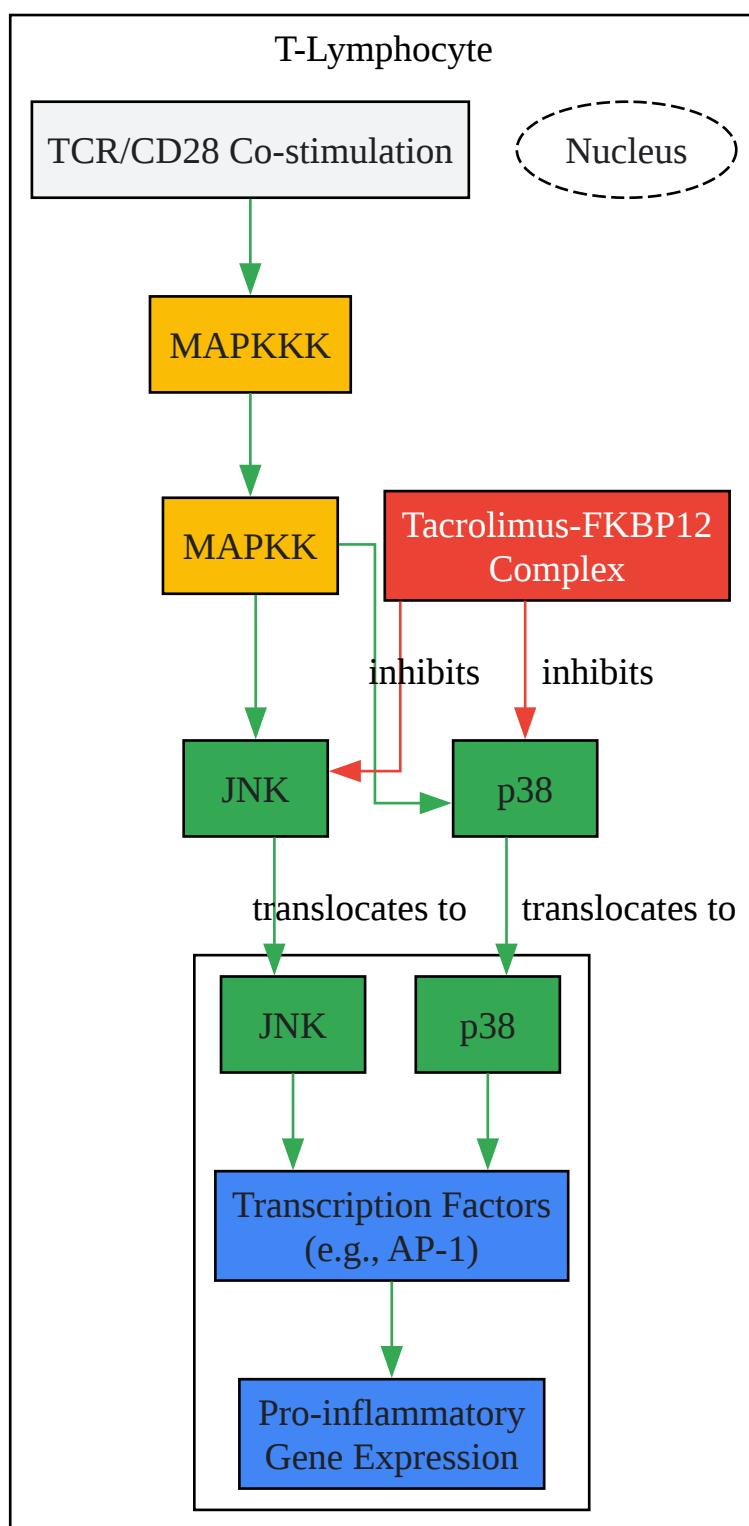 T-Lymphocyte
TCR/CD28 Co-stimulation
Nucleus
MAPKKK
MAPKK
Tacrolimus-FKBP12
Complex
inhibits
inhibits
JNK
p38
translocates to
translocates to
JNK
p38
Transcription Factors
(e.g., AP-1)
Pro-inflammatory
Gene Expression